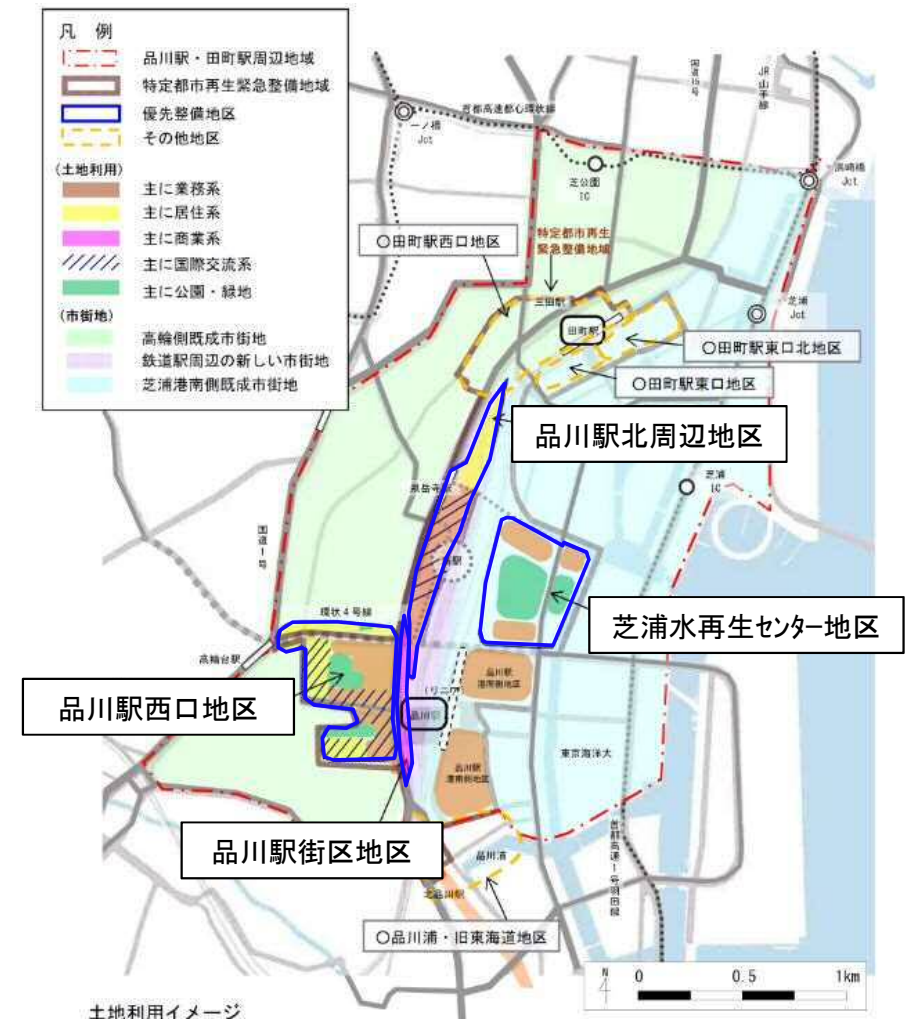 凡 例
品川駅・田町駅周辺地域
特定都市再生緊急整備地域
優先整備地区
その他地区
(土地利用)
主に業務系
主に居住系
主に商業系
主に国際交流系
主に公園・緑地
(市街地)
高輪側既成市街地
鉄道駅周辺の新しい市街地
芝浦港南側既成市街地
国道15号
JR山手線
首都高速都心環状線
一ノ橋
Jct
芝公園
IC
浜崎橋
Jct
○田町駅西口地区
特定都市再生
緊急整備地域
三田駅
田町駅
芝浦
Jct
○田町駅東口北地区
○田町駅東口地区
品川駅北周辺地区
泉岳寺
芝浦
IC
国道1号
駅
環状4号線
芝浦水再生センター地区
高輪台駅
品川駅
港南側地区
品川駅西口地区
(リニア)
品川駅
東京海洋大
品川駅
港南側地区
品川駅街区地区
首都高速1号羽田線
品川浦
北品川駅
○品川浦・旧東海道地区
N
0 0.5 1km
土地利用イメージ